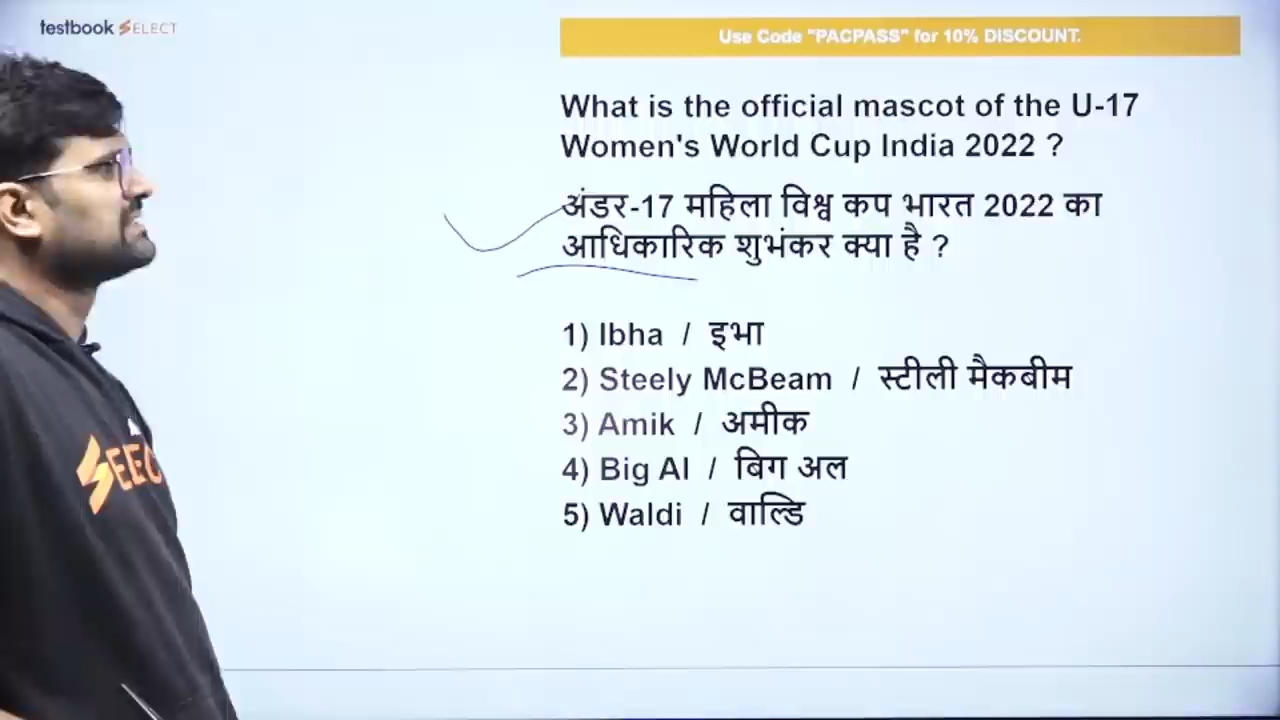 testbook SELECT
Use Code "PACPASS" for 10% DISCOUNT.
What is the official mascot of the U-17
Women's World Cup India 2022 ?
अंडर-17 महिला विश्व कप भारत 2022 का
आधिकारिक शुभंकर क्या है ?
1) Ibha / इभा
2) Steely McBeam / स्टीली मैकबीम
3) Amik / अमीक
4) Big Al / बिग अल
5) Waldi / वाल्डि